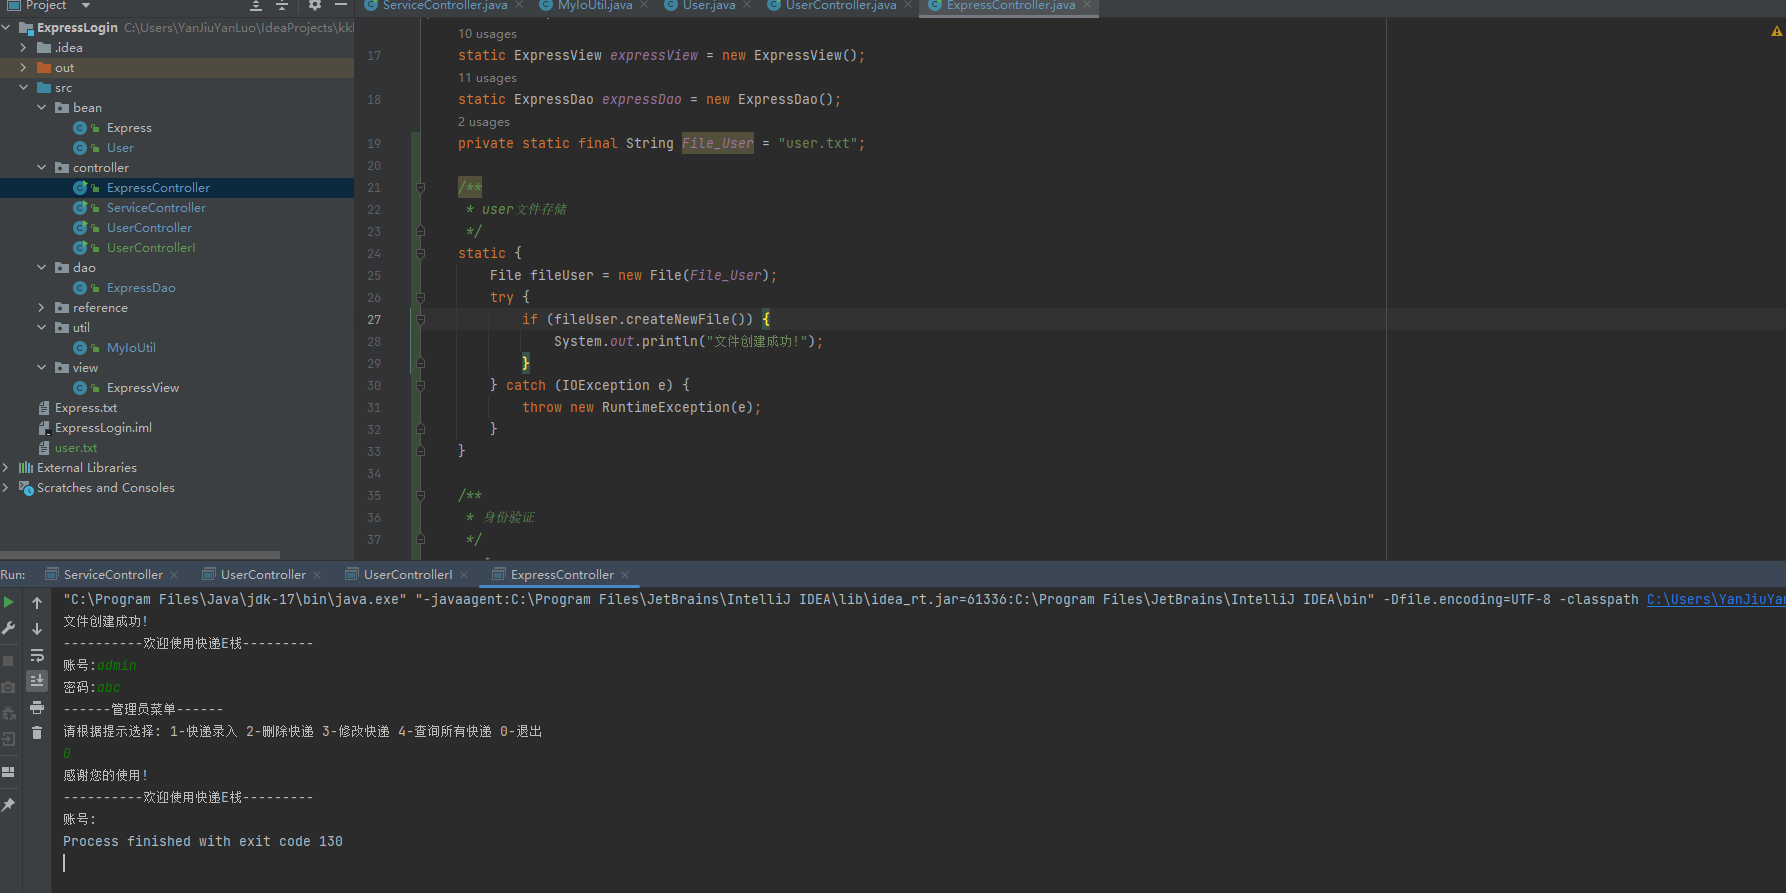 Project
ExpressLogin C:\Users\YanJiuYanLuo\IdeaProjects\kkl
.idea
out
src
bean
Express
User
controller
ExpressController
ServiceController
UserController
UserControllerI
dao
ExpressDao
reference
util
MyIoUtil
view
ExpressView
Express.txt
ExpressLogin.iml
user.txt
External Libraries
Scratches and Consoles
ServiceController.java MyIoUtil.java User.java UserController.java ExpressController.java
10 usages
17 static ExpressView expressView = new ExpressView();
11 usages
18 static ExpressDao expressDao = new ExpressDao();
2 usages
19 private static final String File_User = "user.txt";
20
21 /**
22 * user文件存储
23 */
24 static {
25 File fileUser = new File(File_User);
26 try {
27 if (fileUser.createNewFile()) {
28 System.out.println("文件创建成功!");
29 }
30 } catch (IOException e) {
31 throw new RuntimeException(e);
32 }
33 }
34
35 /**
36 * 身份验证
37 */
Run: ServiceController UserController UserControllerI ExpressController
"C:\Program Files\Java\jdk-17\bin\java.exe" "-javaagent:C:\Program Files\JetBrains\IntelliJ IDEA\lib\idea_rt.jar=61336:C:\Program Files\JetBrains\IntelliJ IDEA\bin" -Dfile.encoding=UTF-8 -classpath C:\Users\YanJiuYan
文件创建成功!
----------欢迎使用快递E栈---------
账号:admin
密码:abc
------管理员菜单------
请根据提示选择: 1-快递录入 2-删除快递 3-修改快递 4-查询所有快递 0-退出
0
感谢您的使用!
----------欢迎使用快递E栈---------
账号:
Process finished with exit code 130